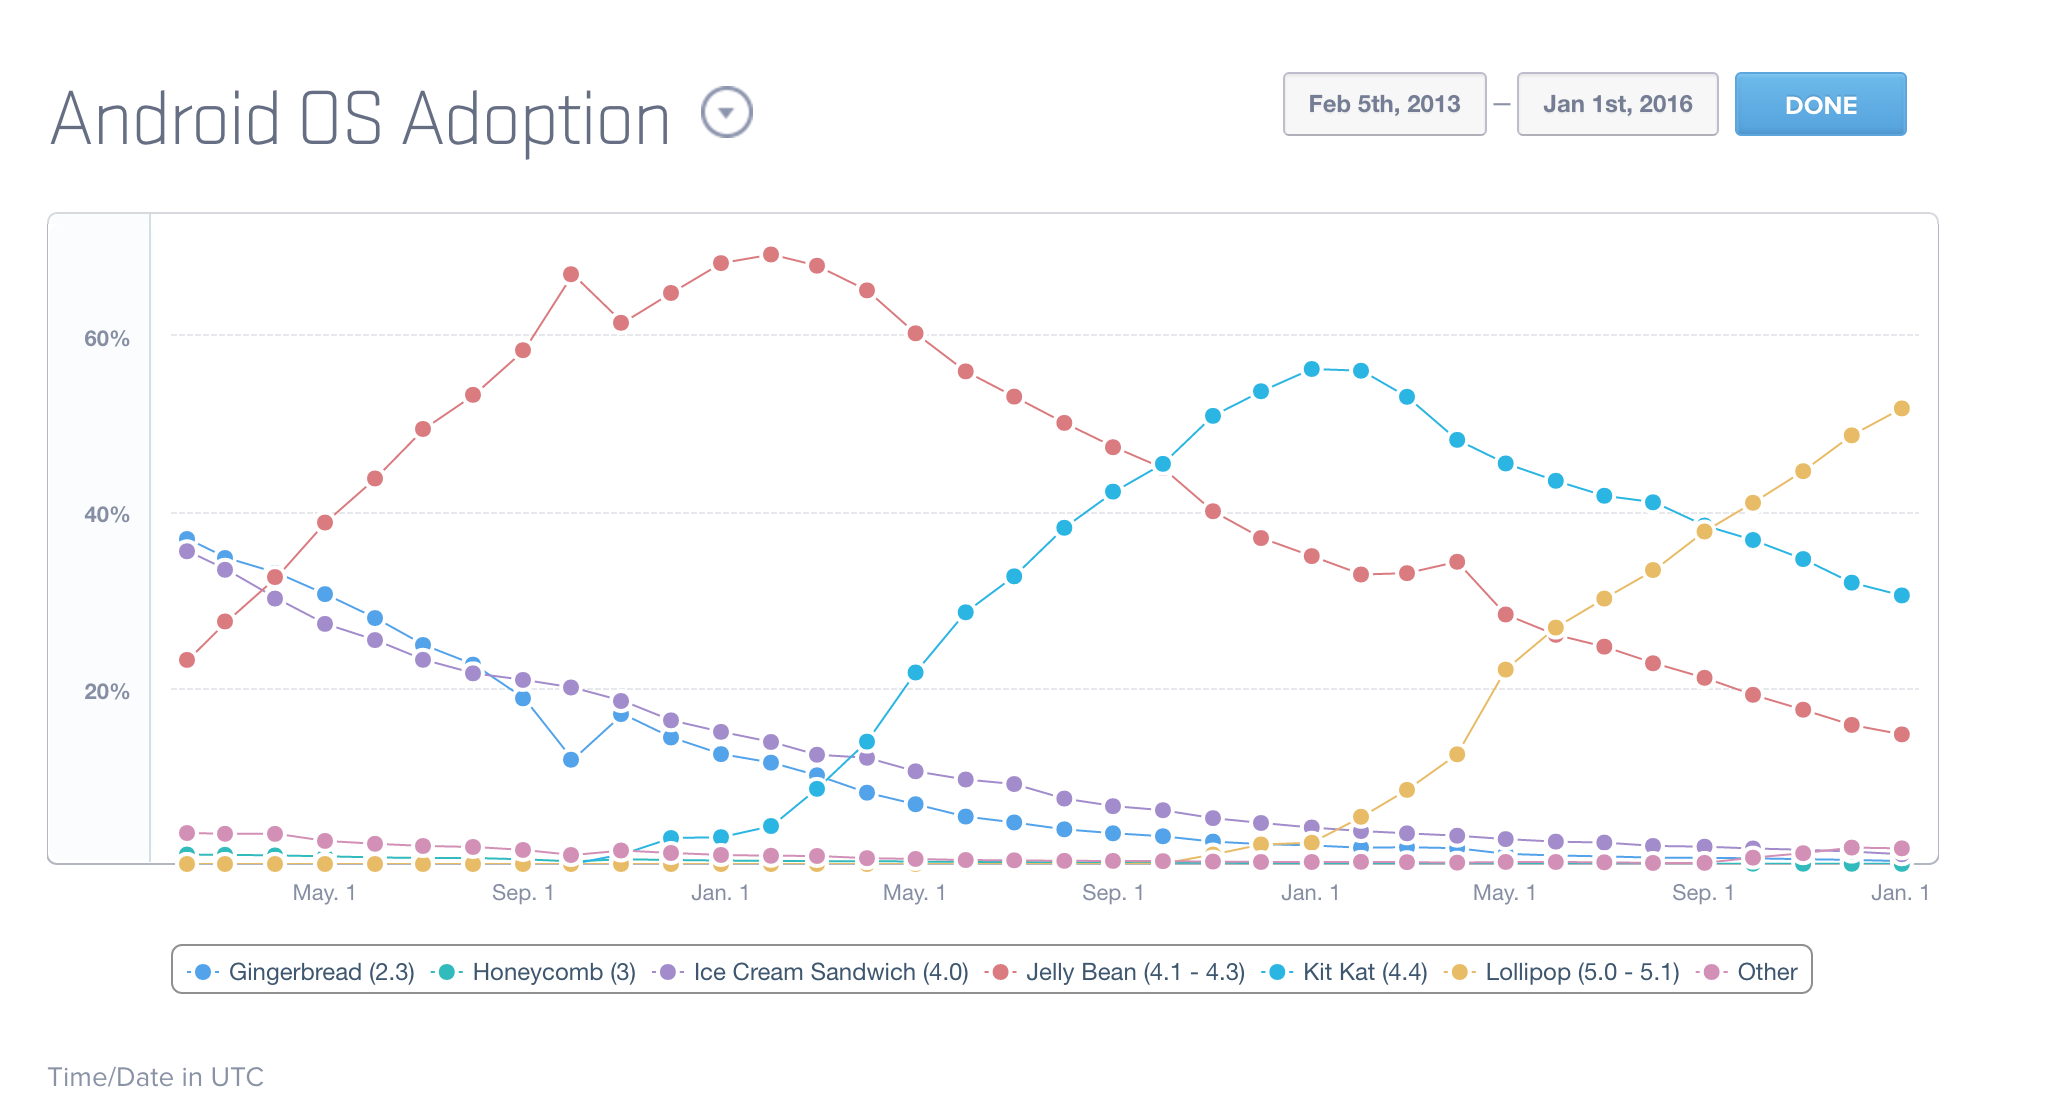 Android OS Adoption
Feb 5th, 2013 – Jan 1st, 2016 DONE
60%
40%
20%
May. 1 Sep. 1 Jan. 1 May. 1 Sep. 1 Jan. 1 May. 1 Sep. 1 Jan. 1
Gingerbread (2.3) Honeycomb (3) Ice Cream Sandwich (4.0) Jelly Bean (4.1 - 4.3) Kit Kat (4.4) Lollipop (5.0 - 5.1) Other
Time/Date in UTC